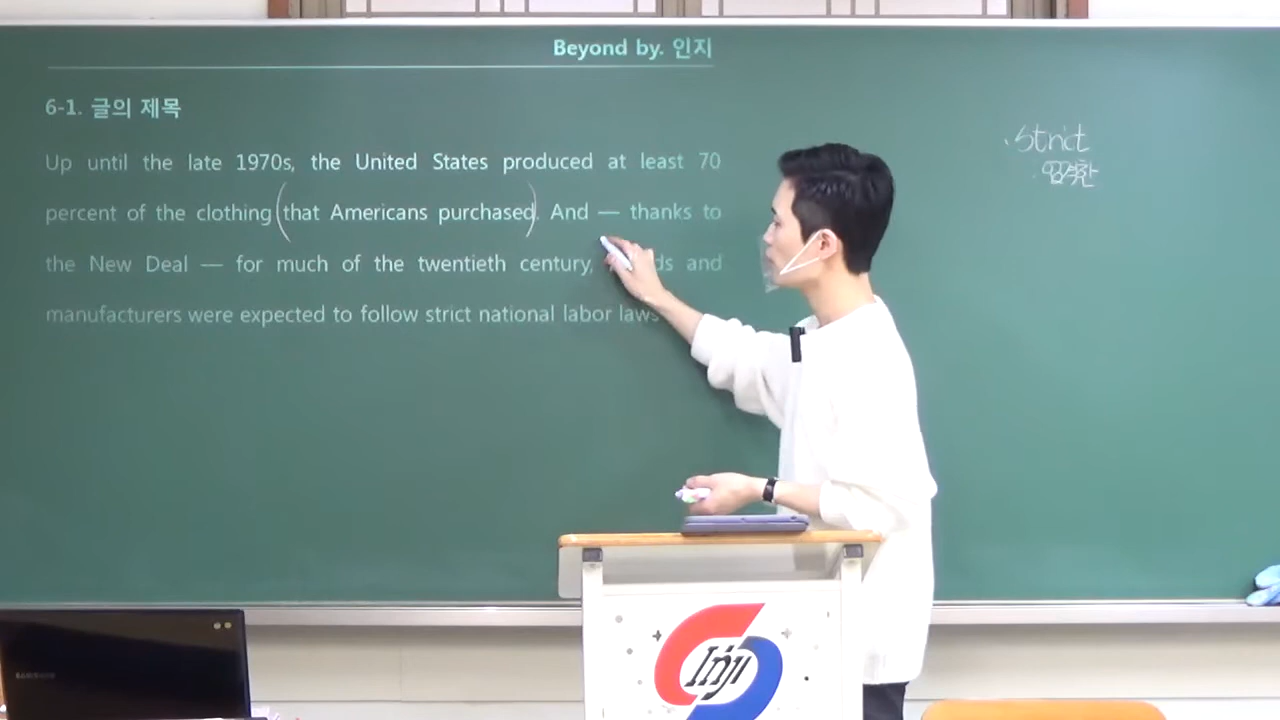 Beyond by. 인지
6-1. 글의 제목
Up until the late 1970s, the United States produced at least 70
percent of the clothing (that Americans purchased). And — thanks to
the New Deal — for much of the twentieth century, and
manufacturers were expected to follow strict national labor laws
· Strict
· 엄격한
Inji
SAMSUNG